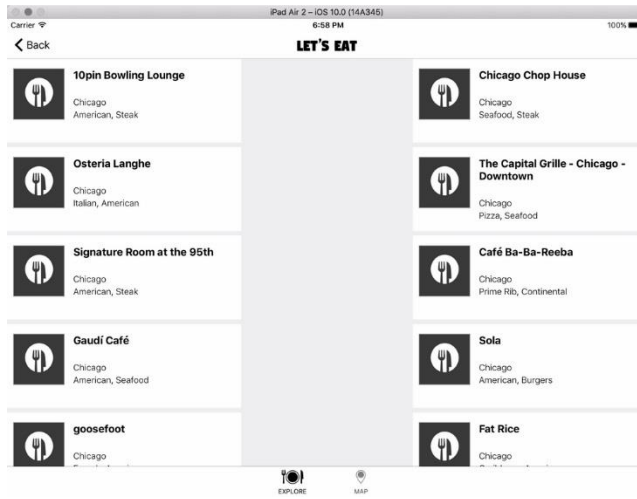 iPad Air 2 – iOS 10.0 (14A345)
Carrier 6:58 PM 100%
Back LET'S EAT
10pin Bowling Lounge
Chicago
American, Steak
Chicago Chop House
Chicago
Seafood, Steak
Osteria Langhe
Chicago
Italian, American
The Capital Grille - Chicago -
Downtown
Chicago
Pizza, Seafood
Signature Room at the 95th
Chicago
American, Steak
Café Ba-Ba-Reeba
Chicago
Prime Rib, Continental
Gaudí Café
Chicago
American, Seafood
Sola
Chicago
American, Burgers
goosefoot
Chicago
Fat Rice
Chicago
EXPLORE MAP